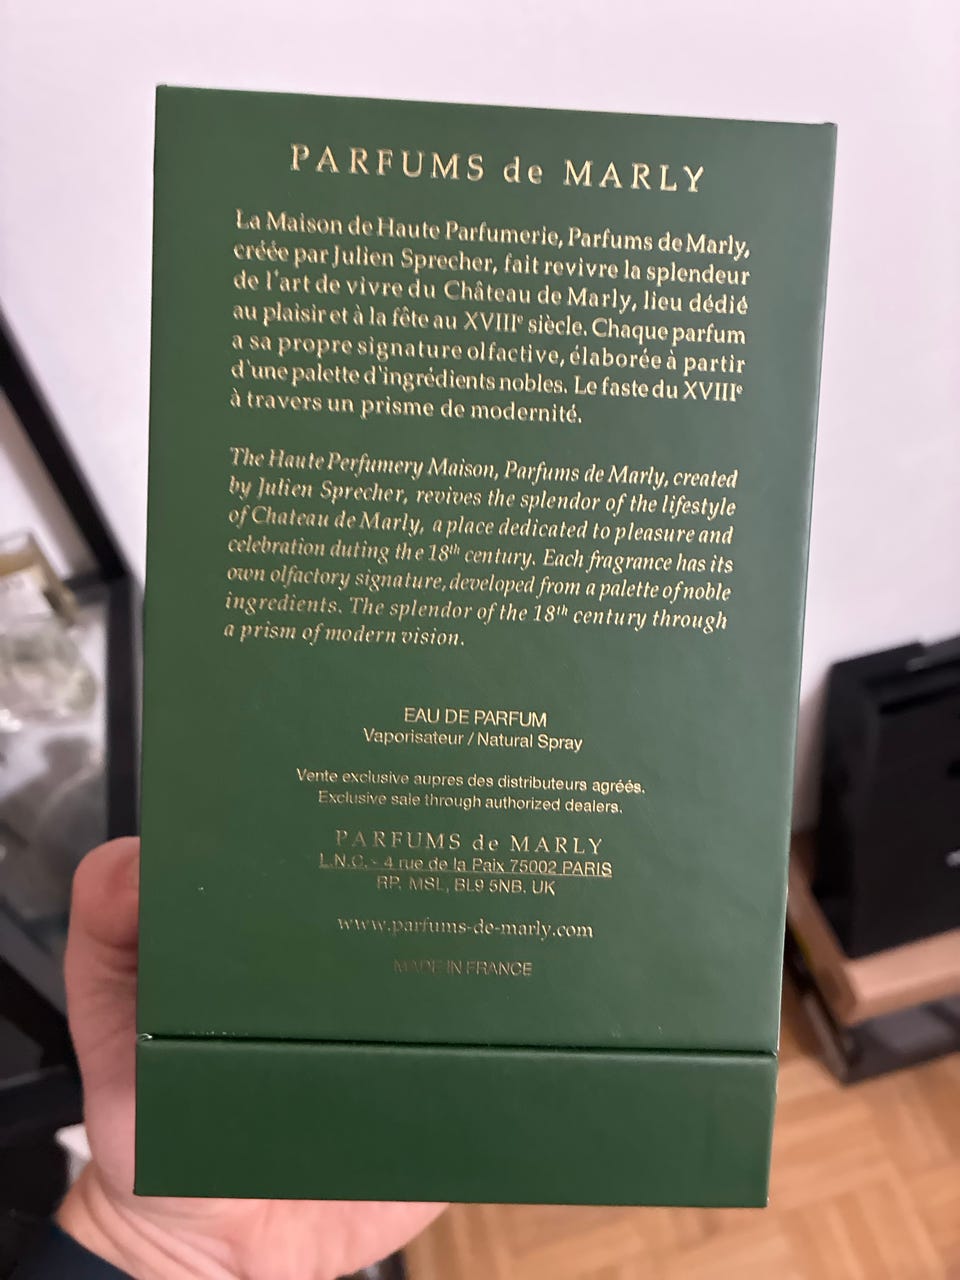 PARFUMS de MARLY
La Maison de Haute Parfumerie, Parfums de Marly,
créée par Julien Sprecher, fait revivre la splendeur
de l'art de vivre du Château de Marly, lieu dédié
au plaisir et à la fête au XVIIIe siècle. Chaque parfum
a sa propre signature olfactive, élaborée à partir
d'une palette d'ingrédients nobles. Le faste du XVIIIe
à travers un prisme de modernité.
The Haute Perfumery Maison, Parfums de Marly, created
by Julien Sprecher, revives the splendor of the lifestyle
of Chateau de Marly, a place dedicated to pleasure and
celebration duting the 18th century. Each fragrance has its
own olfactory signature, developed from a palette of noble
ingredients. The splendor of the 18th century through
a prism of modern vision.
EAU DE PARFUM
Vaporisateur / Natural Spray
Vente exclusive aupres des distributeurs agréés.
Exclusive sale through authorized dealers.
PARFUMS de MARLY
L.N.C. - 4 rue de la Paix 75002 PARIS
RP. MSL, BL9 5NB. UK
www.parfums-de-marly.com
MADE IN FRANCE